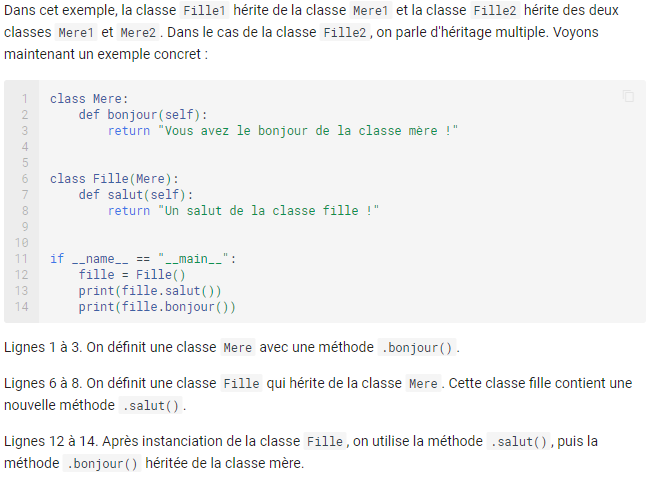 Dans cet exemple, la classe Fille1 hérite de la classe Mere1 et la classe Fille2 hérite des deux
classes Mere1 et Mere2. Dans le cas de la classe Fille2, on parle d'héritage multiple. Voyons
maintenant un exemple concret :
1 class Mere:
2     def bonjour(self):
3         return "Vous avez le bonjour de la classe mère !"
4
5
6 class Fille(Mere):
7     def salut(self):
8         return "Un salut de la classe fille !"
9
10
11 if __name__ == "__main__":
12     fille = Fille()
13     print(fille.salut())
14     print(fille.bonjour())
Lignes 1 à 3. On définit une classe Mere avec une méthode .bonjour().
Lignes 6 à 8. On définit une classe Fille qui hérite de la classe Mere. Cette classe fille contient une
nouvelle méthode .salut().
Lignes 12 à 14. Après instanciation de la classe Fille, on utilise la méthode .salut(), puis la
méthode .bonjour() héritée de la classe mère.